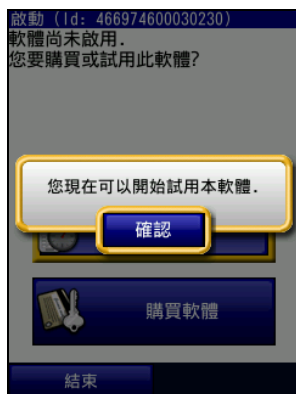 啟動 (Id: 466974600030230)
軟體尚未啟用.
您要購買或試用此軟體?
您現在可以開始試用本軟體.
確認
購買軟體
結束